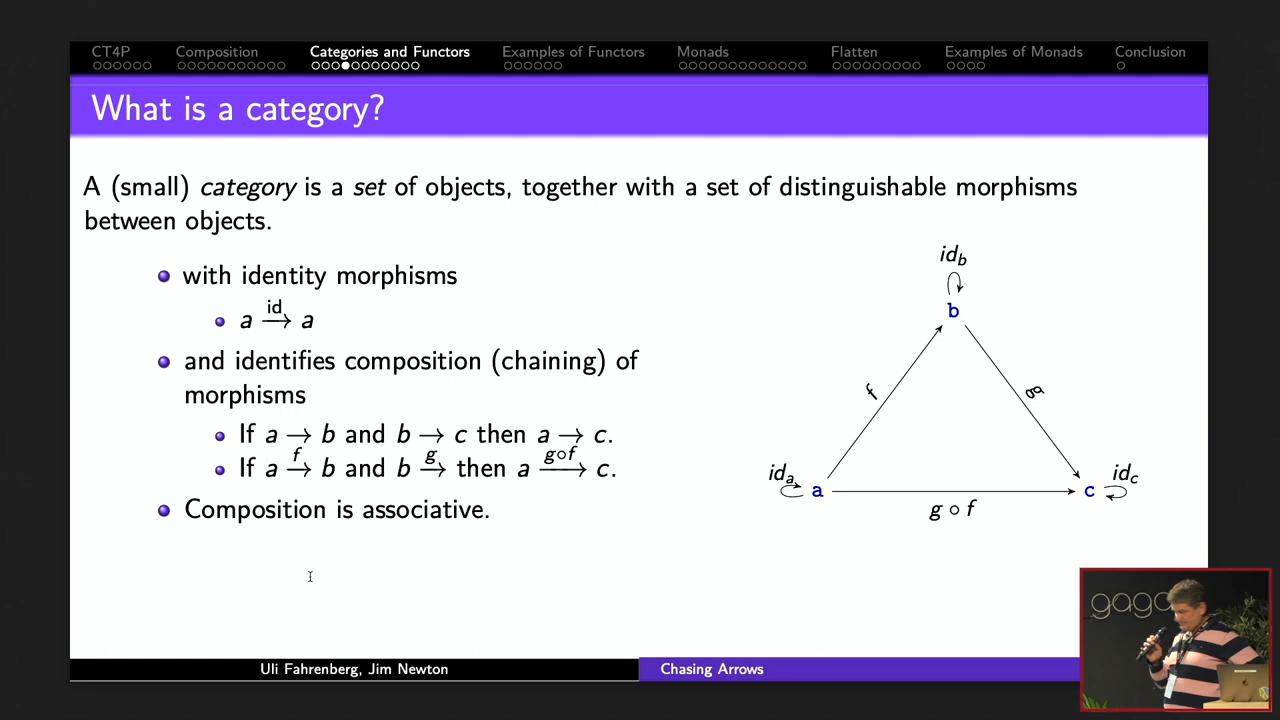 CT4P Composition Categories and Functors Examples of Functors Monads Flatten Examples of Monads Conclusion
What is a category?
A (small) category is a set of objects, together with a set of distinguishable morphisms
between objects.
with identity morphisms
a id→ a
and identifies composition (chaining) of
morphisms
If a → b and b → c then a → c.
If a f→ b and b g→ then a g∘f→ c.
Composition is associative.
id_b
b
f
g
id_a
a
c
id_c
g ∘ f
gaga
Uli Fahrenberg, Jim Newton
Chasing Arrows